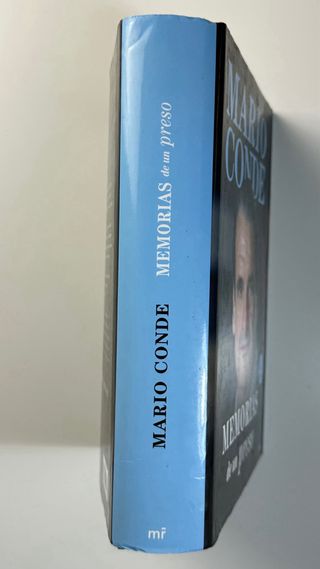 MARIO CONDE MEMORIAS de un preso
mr
MARIO
CONDE
MEMORIAS
de un preso